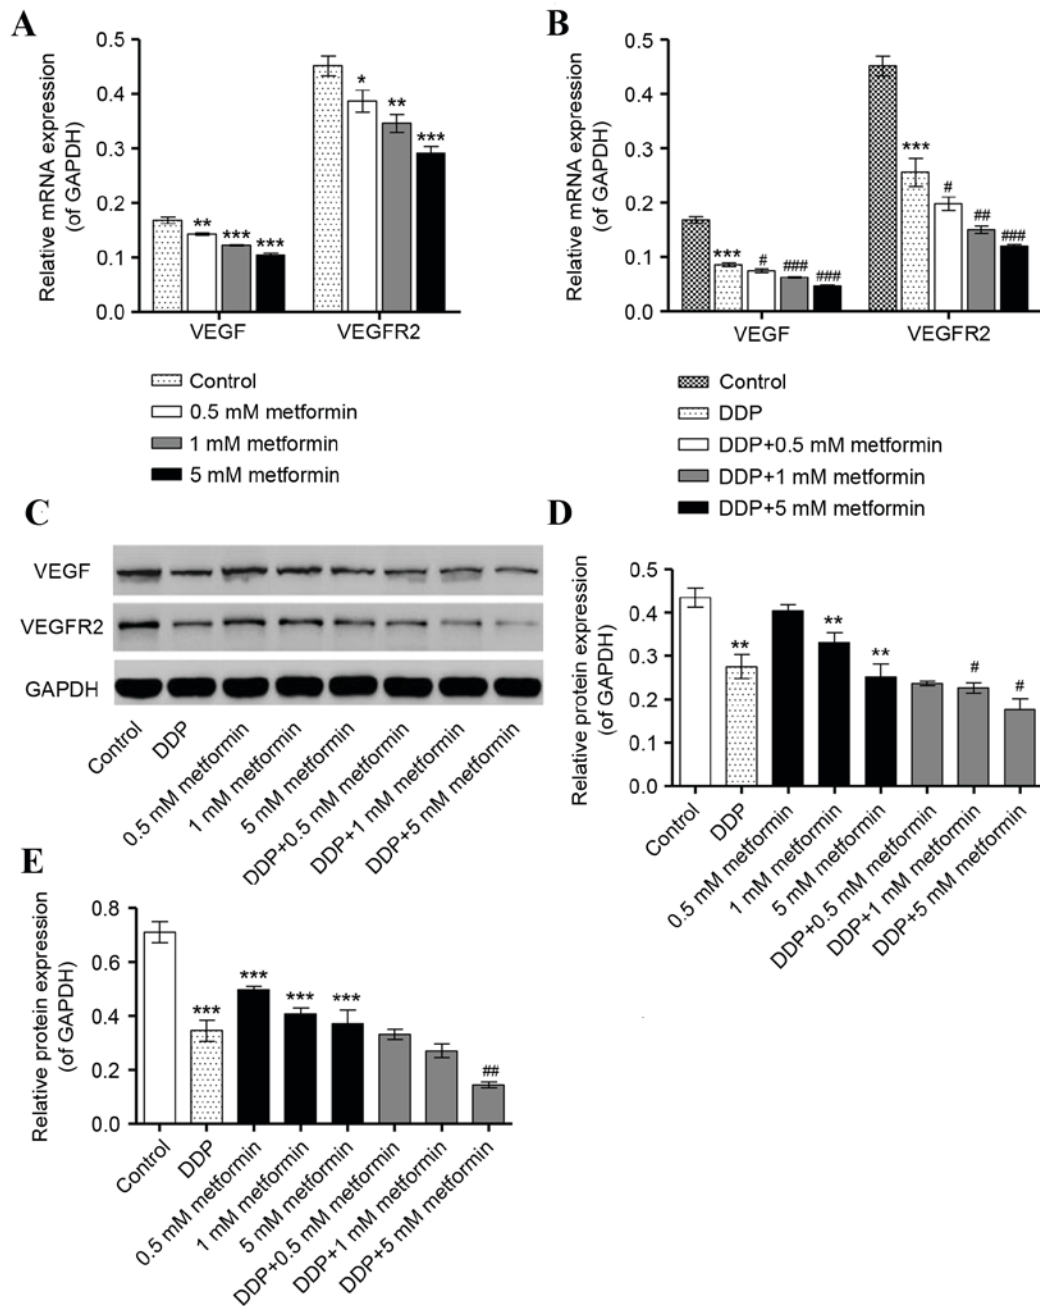 A
Relative mRNA expression
(of GAPDH)
0.5
0.4
0.3
0.2
0.1
0.0
*
**
***
**
***
***
VEGF
VEGFR2
Control
0.5 mM metformin
1 mM metformin
5 mM metformin
B
Relative mRNA expression
(of GAPDH)
0.5
0.4
0.3
0.2
0.1
0.0
***
#
##
###
***
#
###
###
VEGF
VEGFR2
Control
DDP
DDP+0.5 mM metformin
DDP+1 mM metformin
DDP+5 mM metformin
C
VEGF
VEGFR2
GAPDH
Control
DDP
0.5 mM metformin
1 mM metformin
5 mM metformin
DDP+0.5 mM metformin
DDP+1 mM metformin
DDP+5 mM metformin
D
Relative protein expression
(of GAPDH)
0.5
0.4
0.3
0.2
0.1
0.0
**
**
**
#
#
Control
DDP
0.5 mM metformin
1 mM metformin
5 mM metformin
DDP+0.5 mM metformin
DDP+1 mM metformin
DDP+5 mM metformin
E
Relative protein expression
(of GAPDH)
0.8
0.6
0.4
0.2
0.0
***
***
***
***
##
Control
DDP
0.5 mM metformin
1 mM metformin
5 mM metformin
DDP+0.5 mM metformin
DDP+1 mM metformin
DDP+5 mM metformin